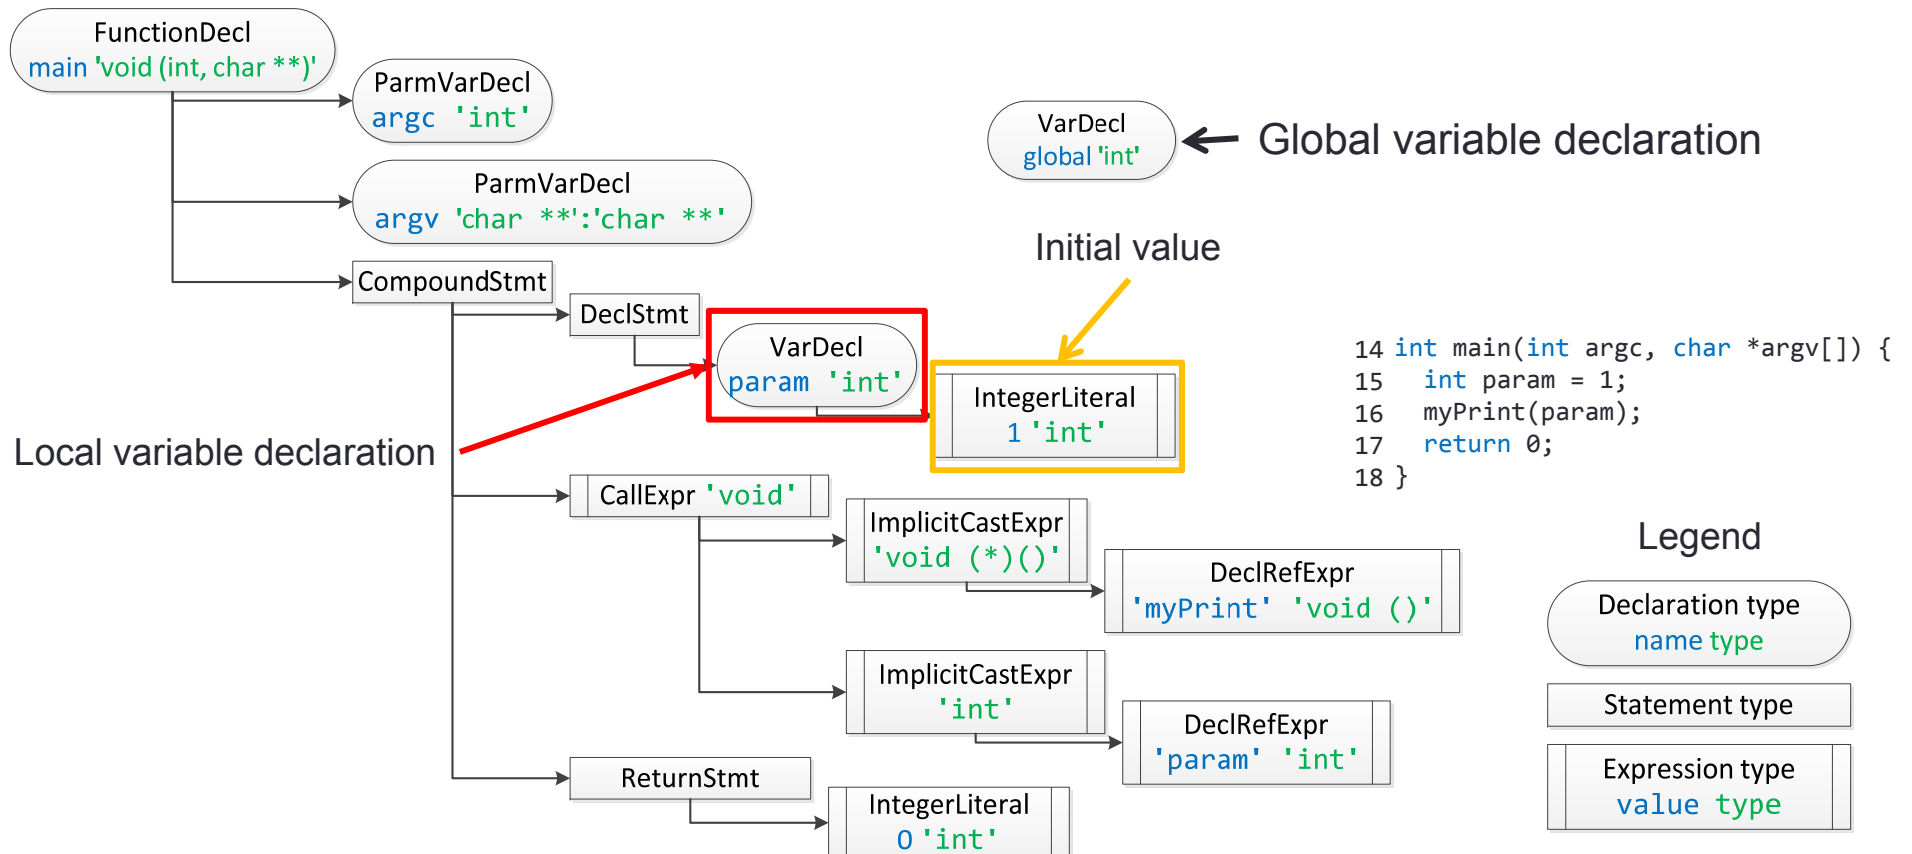 FunctionDecl
main 'void (int, char **)'
ParmVarDecl
argc 'int'
VarDecl
global 'int'
Global variable declaration
ParmVarDecl
argv 'char **':'char **'
Initial value
CompoundStmt
DeclStmt
VarDecl
param 'int'
IntegerLiteral
1 'int'
14 int main(int argc, char *argv[]) {
15 int param = 1;
16 myPrint(param);
17 return 0;
18 }
Local variable declaration
CallExpr 'void'
ImplicitCastExpr
'void (*)()'
DeclRefExpr
'myPrint' 'void ()'
ImplicitCastExpr
'int'
DeclRefExpr
'param' 'int'
ReturnStmt
IntegerLiteral
0 'int'
Legend
Declaration type
name type
Statement type
Expression type
value type